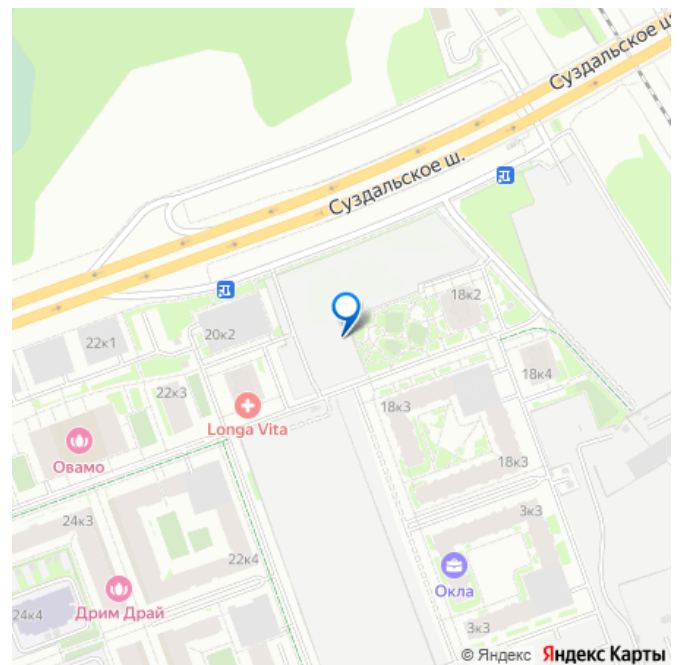 Суздальское ш
Суздальское ш.
18к2
22к1
20к2
22к3
18к4
18к3
Longa Vita
Овамо
18к3
24к3
3к3
22к4
Окла
24к4
Дрим Драй
3к3
© Яндекс Яндекс Карты